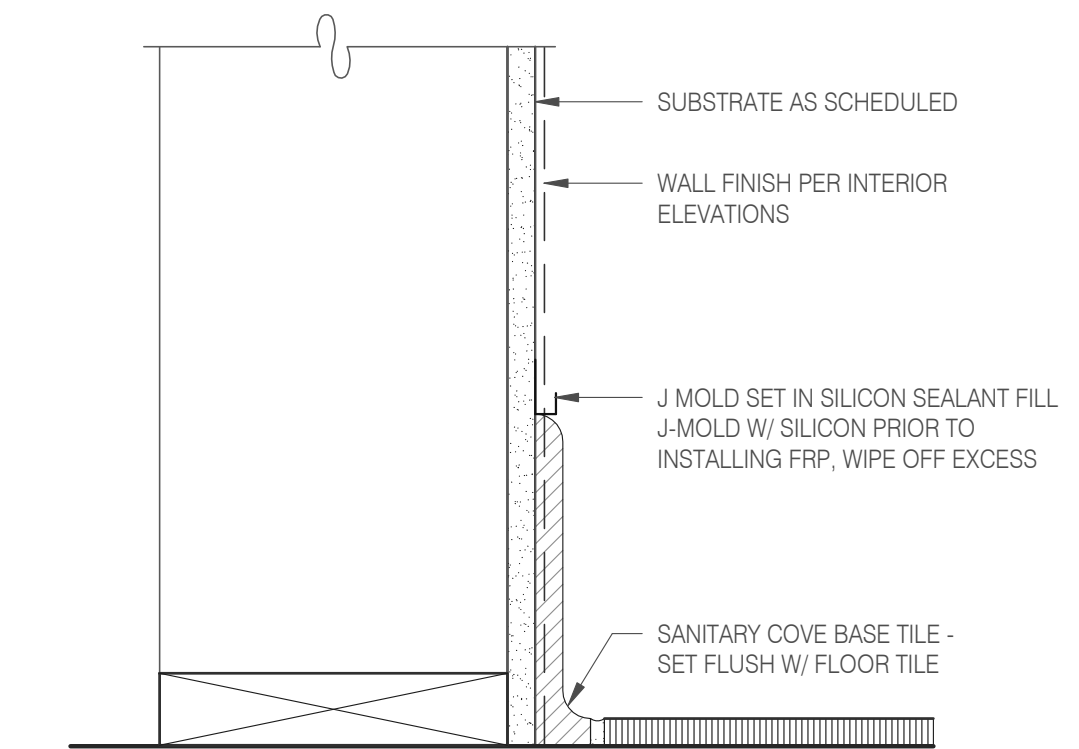 SUBSTRATE AS SCHEDULED
WALL FINISH PER INTERIOR
ELEVATIONS
J MOLD SET IN SILICON SEALANT FILL
J-MOLD W/ SILICON PRIOR TO
INSTALLING FRP, WIPE OFF EXCESS
SANITARY COVE BASE TILE -
SET FLUSH W/ FLOOR TILE